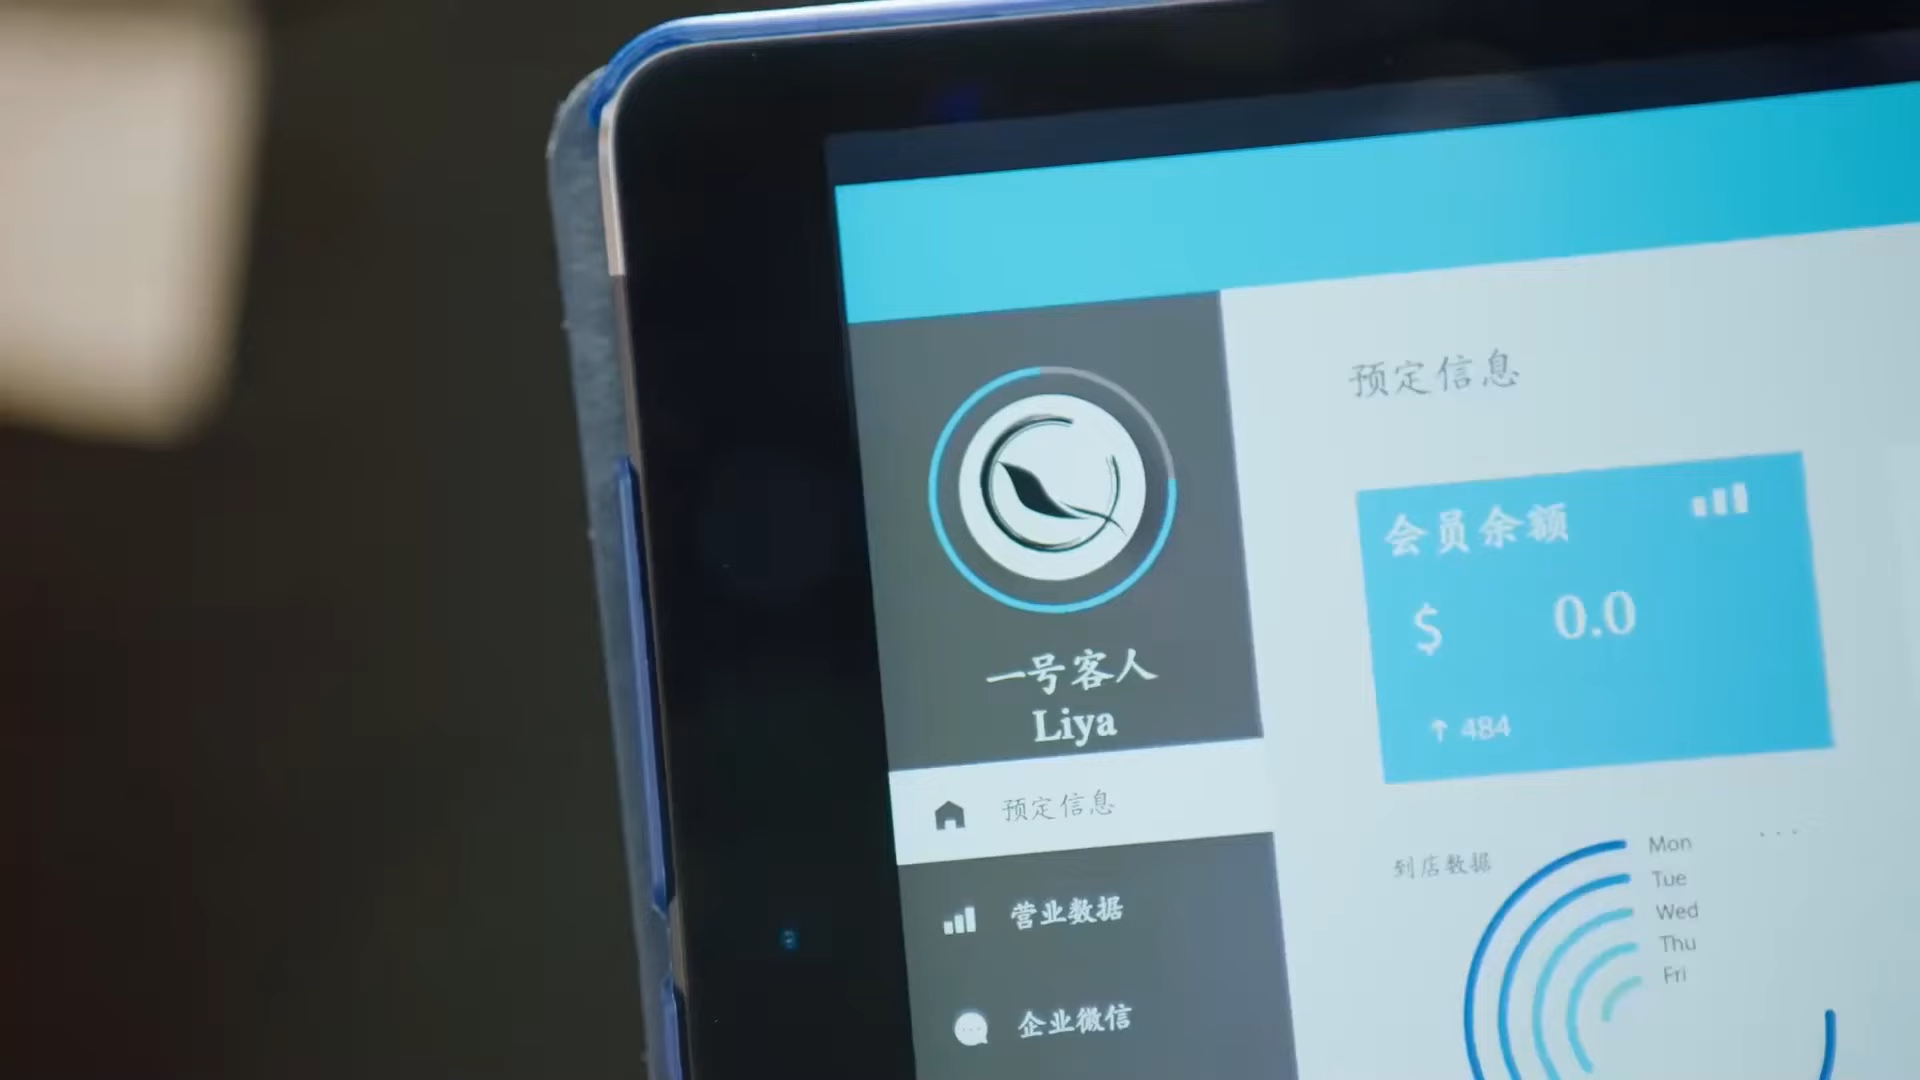 一号客人
Liya
预定信息
营业数据
企业微信
预定信息
会员余额
$ 0.0
↑ 484
到店数据
Mon
Tue
Wed
Thu
Fri